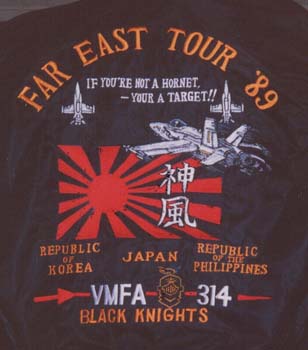 FAR EAST TOUR '89
IF YOU'RE NOT A HORNET,
— YOUR A TARGET!!
神
風
REPUBLIC
OF
KOREA
JAPAN
REPUBLIC
OF THE
PHILIPPINES
VMFA 314
BLACK KNIGHTS